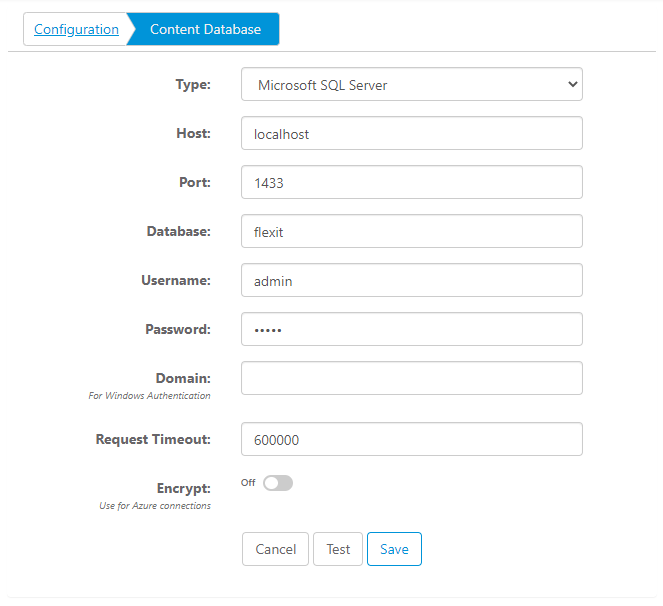 Configuration
Content Database
Type:
Microsoft SQL Server
Host:
localhost
Port:
1433
Database:
flexit
Username:
admin
Password:
•••••
Domain:
For Windows Authentication
Request Timeout:
600000
Encrypt:
Off
Use for Azure connections
Cancel
Test
Save